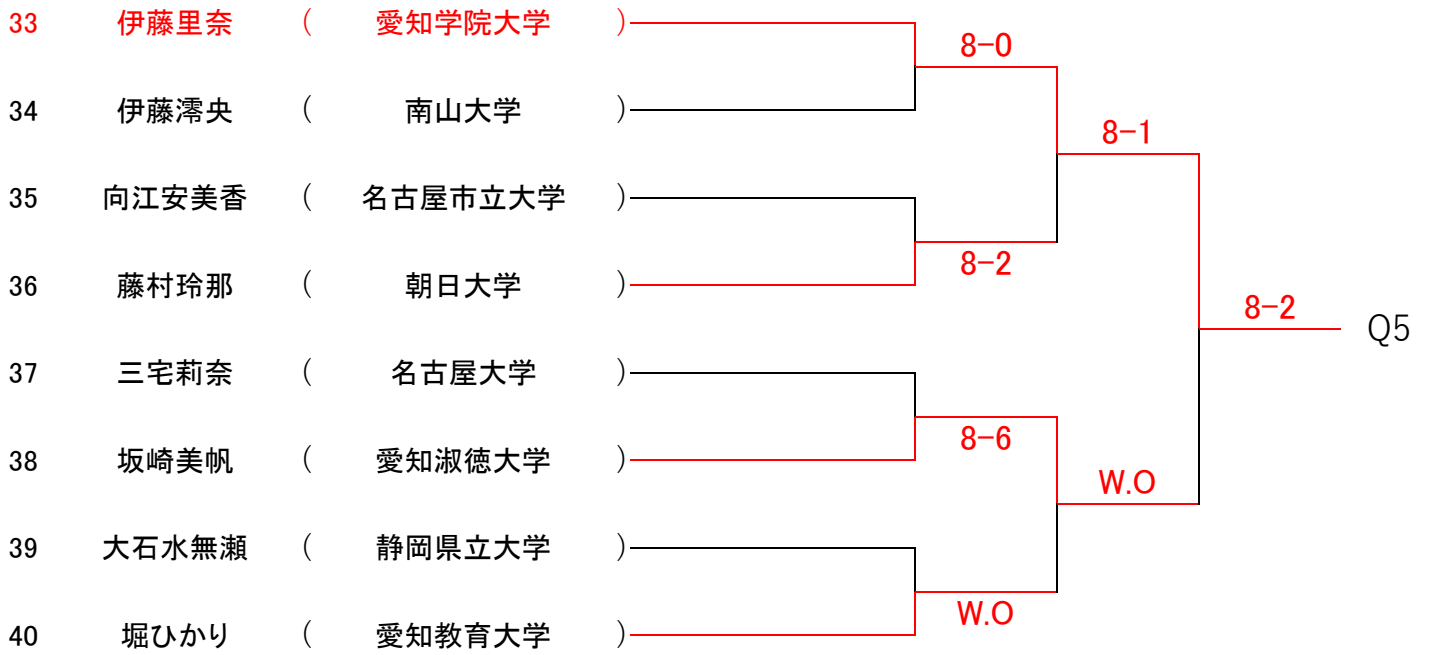 33 伊藤里奈 ( 愛知学院大学 )
8-0
34 伊藤澪央 ( 南山大学 )
8-1
35 向江安美香 ( 名古屋市立大学 )
8-2
36 藤村玲那 ( 朝日大学 )
8-2 Q5
37 三宅莉奈 ( 名古屋大学 )
8-6
38 坂崎美帆 ( 愛知淑徳大学 )
W.O
39 大石水無瀬 ( 静岡県立大学 )
W.O
40 堀ひかり ( 愛知教育大学 )